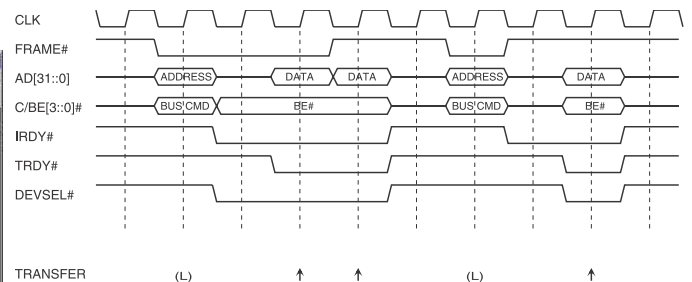 CLK
FRAME#
AD[31::0] ADDRESS DATA DATA ADDRESS DATA
C/BE[3::0]# BUS CMD BE# BUS CMD BE#
IRDY#
TRDY#
DEVSEL#
TRANSFER (L) (L)